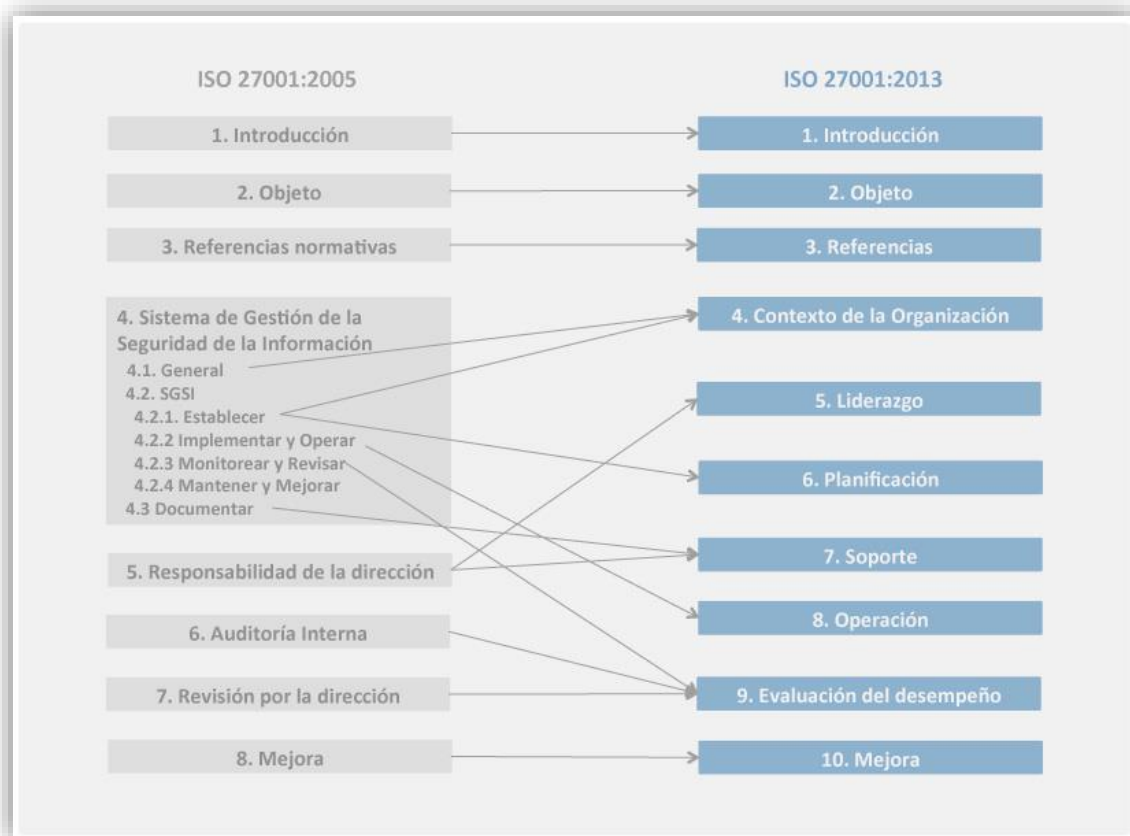 ISO 27001:2005
1. Introducción
2. Objeto
3. Referencias normativas
4. Sistema de Gestión de la
Seguridad de la Información
4.1. General
4.2. SGSI
4.2.1. Establecer
4.2.2 Implementar y Operar
4.2.3 Monitorear y Revisar
4.2.4 Mantener y Mejorar
4.3 Documentar
5. Responsabilidad de la dirección
6. Auditoría Interna
7. Revisión por la dirección
8. Mejora
ISO 27001:2013
1. Introducción
2. Objeto
3. Referencias
4. Contexto de la Organización
5. Liderazgo
6. Planificación
7. Soporte
8. Operación
9. Evaluación del desempeño
10. Mejora